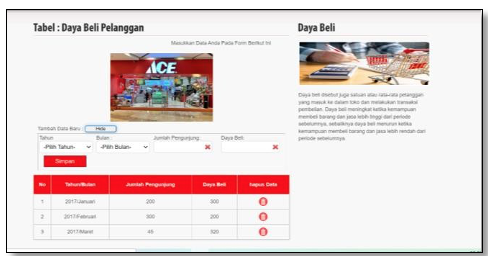 Tabel : Daya Beli Pelanggan
Masukkan Data Anda Pada Form Berikut Ini
ACE
Tambah Data Baru : Hide
Tahun Bulan Jumlah Pengunjung Daya Beli
-Pilih Tahun- -Pilih Bulan-
Simpan
No Tahun/Bulan Jumlah Pengunjung Daya Beli hapus Data
1 2017/Januari 200 300
2 2017/Februari 300 200
3 2017/Maret 45 520
Daya Beli
Daya beli disebut juga satuan atau rata-rata pelanggan
yang masuk ke dalam toko dan melakukan transaksi
pembelian. Daya beli meningkat ketika kemampuan
membeli barang dan jasa lebih tinggi dari periode
sebelumnya, sebaliknya daya beli menurun ketika
kemampuan membeli barang dan jasa lebih rendah dari
periode sebelumnya